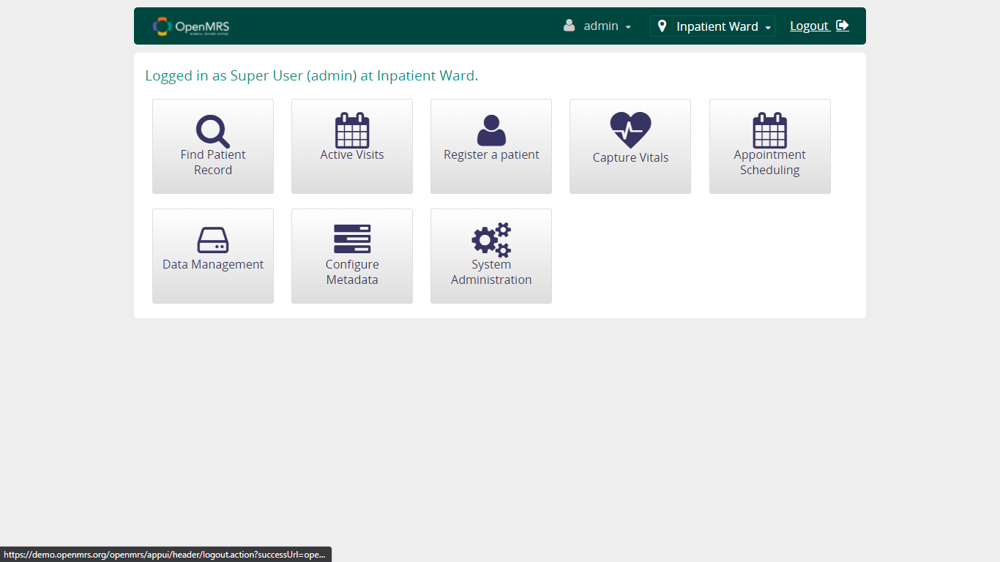 OpenMRS
admin
Inpatient Ward
Logout
Logged in as Super User (admin) at Inpatient Ward.
Find Patient
Record
Active Visits
Register a patient
Capture Vitals
Appointment
Scheduling
Data Management
Configure
Metadata
System
Administration
https://demo.openmrs.org/openmrs/appui/header/logout.action?successUrl=ope...